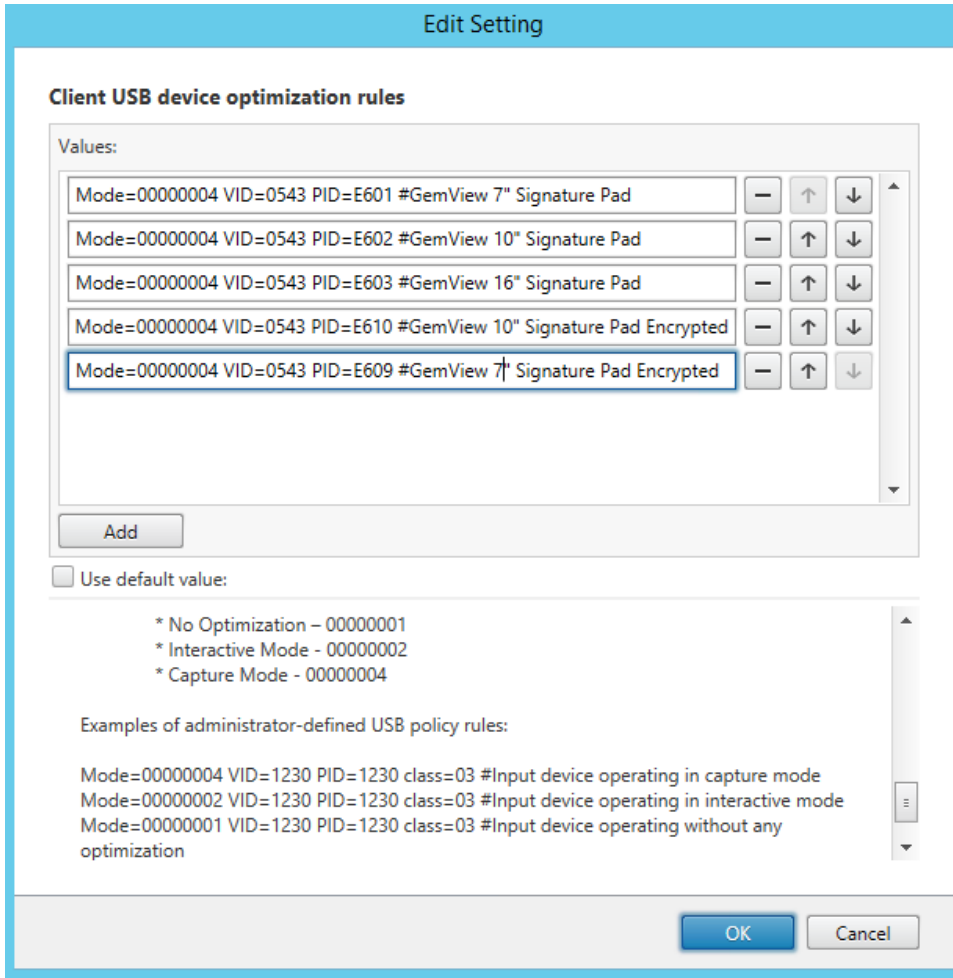 Edit Setting
Client USB device optimization rules
Values:
Mode=00000004 VID=0543 PID=E601 #GemView 7" Signature Pad
Mode=00000004 VID=0543 PID=E602 #GemView 10" Signature Pad
Mode=00000004 VID=0543 PID=E603 #GemView 16" Signature Pad
Mode=00000004 VID=0543 PID=E610 #GemView 10" Signature Pad Encrypted
Mode=00000004 VID=0543 PID=E609 #GemView 7" Signature Pad Encrypted
Add
Use default value:
* No Optimization – 00000001
* Interactive Mode - 00000002
* Capture Mode - 00000004
Examples of administrator-defined USB policy rules:
Mode=00000004 VID=1230 PID=1230 class=03 #Input device operating in capture mode
Mode=00000002 VID=1230 PID=1230 class=03 #Input device operating in interactive mode
Mode=00000001 VID=1230 PID=1230 class=03 #Input device operating without any
optimization
OK Cancel